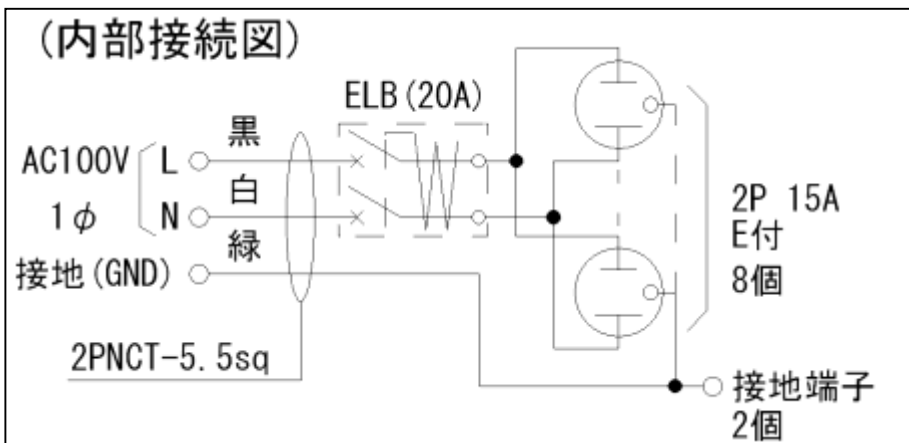 (内部接続図)
ELB(20A)
黒
AC100V L
白
1φ N
緑
接地(GND)
2PNCT-5.5sq
2P 15A
E付
8個
接地端子
2個